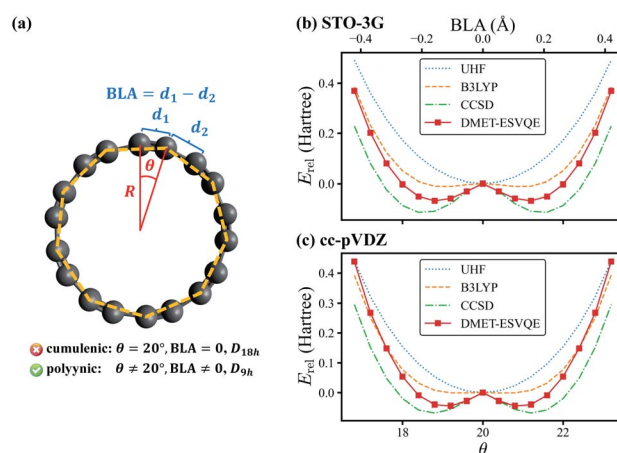 (a)
BLA = d₁ − d₂
d₁
d₂
θ
R
cumulenic: θ = 20°, BLA = 0, D₁₈ₕ
polyynic: θ ≠ 20°, BLA ≠ 0, D₉ₕ
(b) STO-3G
BLA (Å)
−0.4 −0.2 0.0 0.2 0.4
E_rel (Hartree)
0.4
0.2
0.0
UHF
B3LYP
CCSD
DMET-ESVQE
(c) cc-pVDZ
E_rel (Hartree)
0.4
0.3
0.2
0.1
0.0
UHF
B3LYP
CCSD
DMET-ESVQE
18 20 22
θ